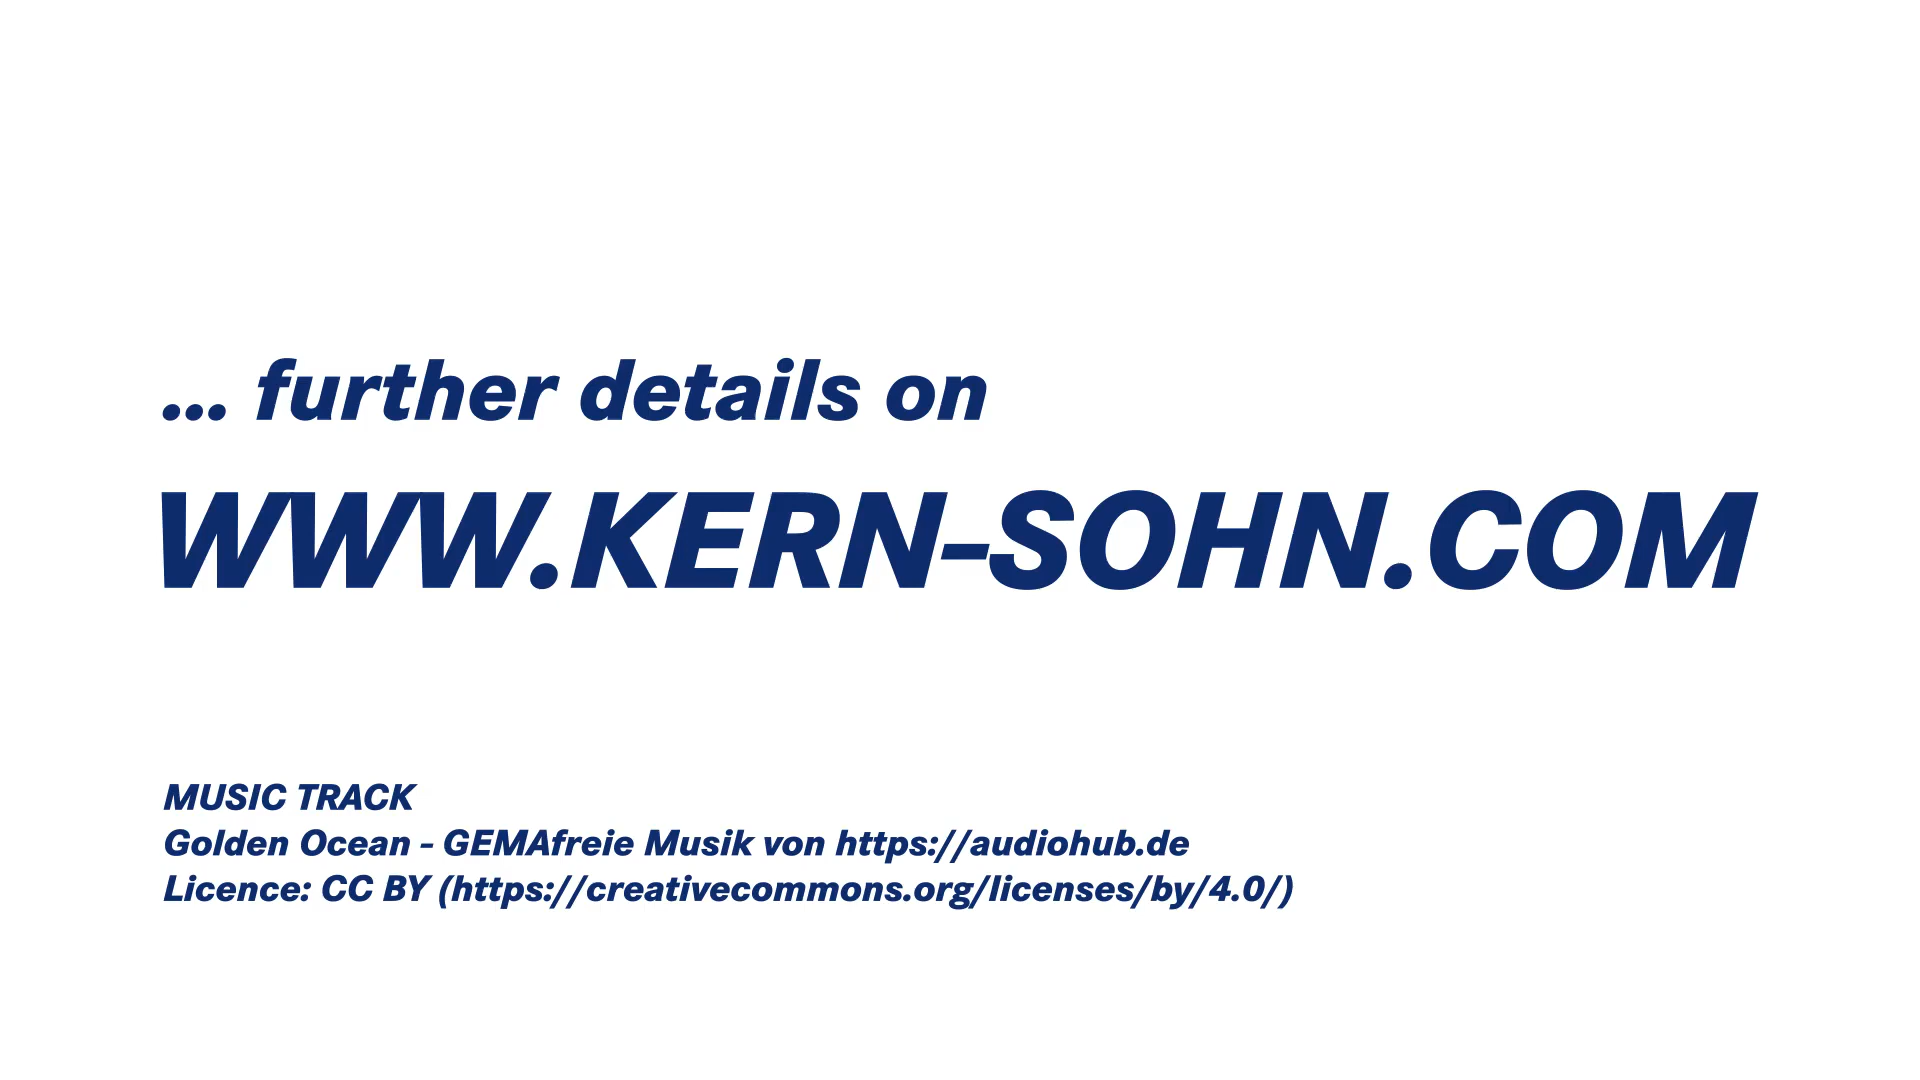 ... further details on
WWW.KERN-SOHN.COM
MUSIC TRACK
Golden Ocean - GEMAfreie Musik von https://audiohub.de
Licence: CC BY (https://creativecommons.org/licenses/by/4.0/)